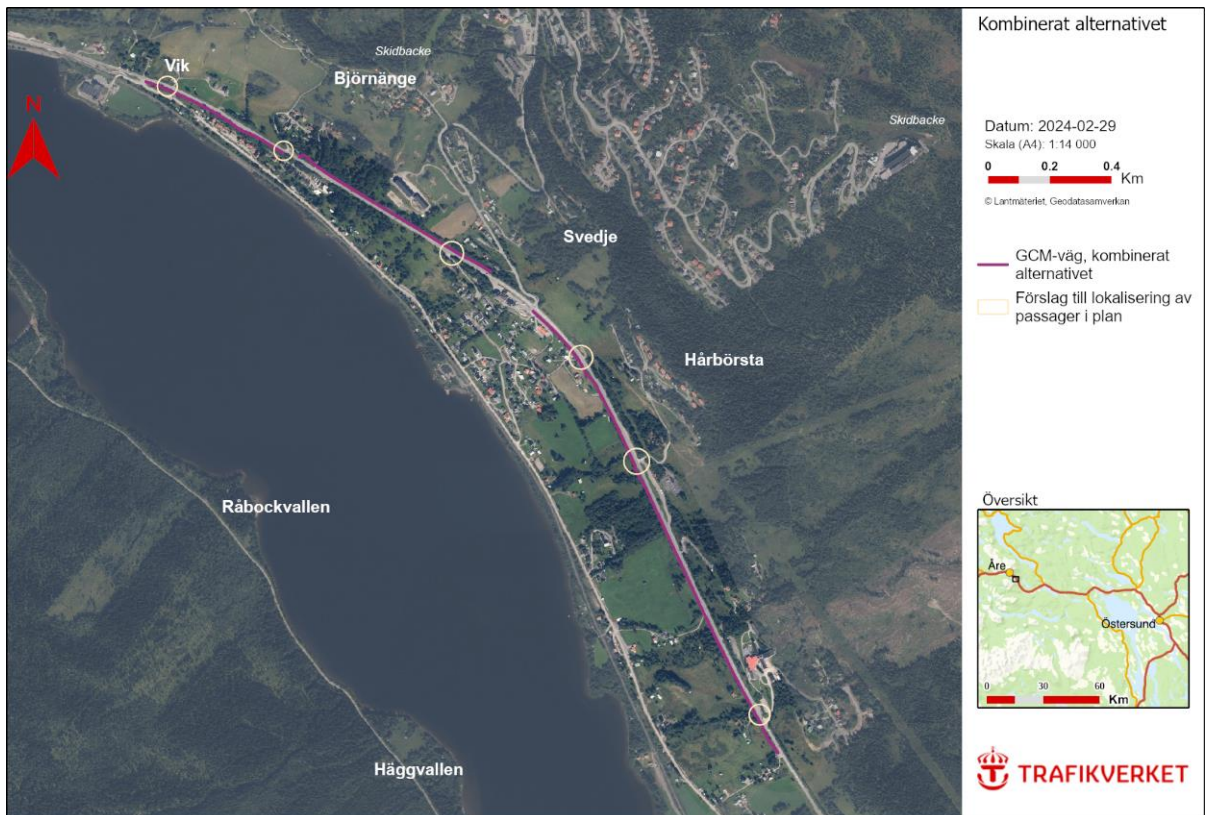 Vik
Skidbacke
Björnänge
Skidbacke
N
Svedje
Hårbörsta
Råbockvallen
Häggvallen
Kombinerat alternativet
Datum: 2024-02-29
Skala (A4): 1:14 000
0 0.2 0.4
Km
© Lantmäteriet, Geodatasamverkan
GCM-väg, kombinerat
alternativet
Förslag till lokalisering av
passager i plan
Översikt
Åre
Östersund
0 30 60
Km
TRAFIKVERKET